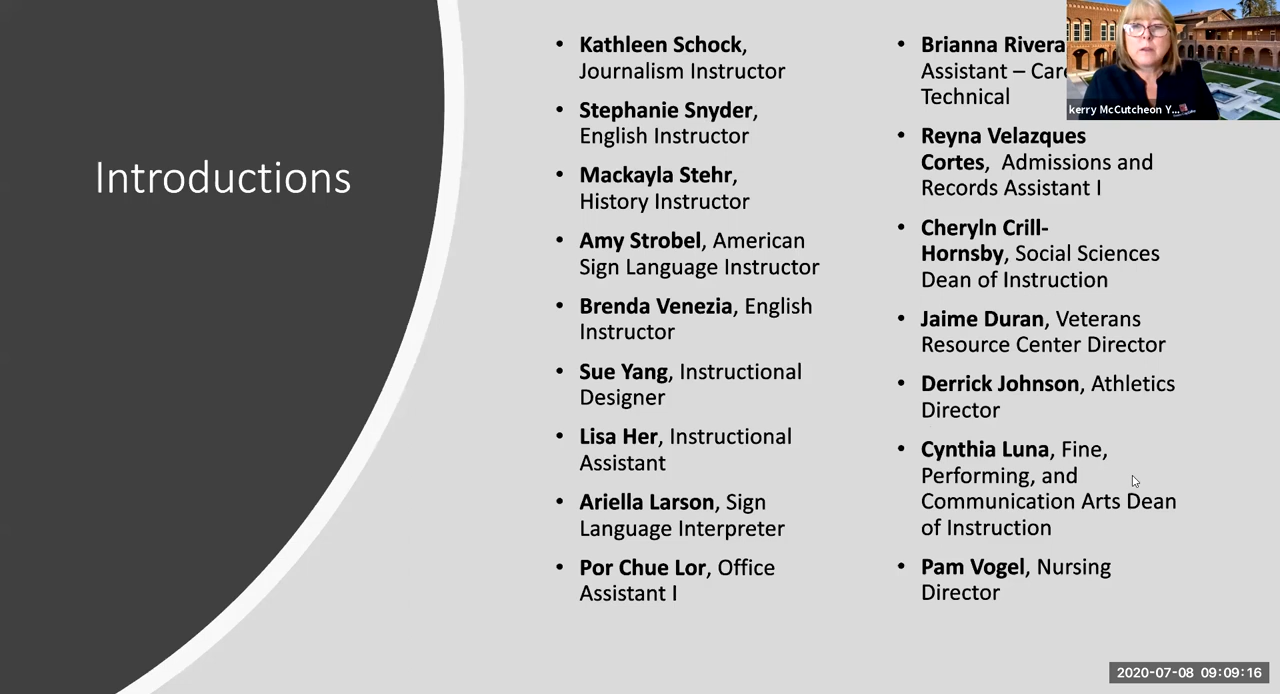 Introductions
• Kathleen Schock,
Journalism Instructor
• Stephanie Snyder,
English Instructor
• Mackayla Stehr,
History Instructor
• Amy Strobel, American
Sign Language Instructor
• Brenda Venezia, English
Instructor
• Sue Yang, Instructional
Designer
• Lisa Her, Instructional
Assistant
• Ariella Larson, Sign
Language Interpreter
• Por Chue Lor, Office
Assistant I
• Brianna Rivera
Assistant –
Technical
• Reyna Velazques
Cortes, Admissions and
Records Assistant I
• Cheryln Crill-
Hornsby, Social Sciences
Dean of Instruction
• Jaime Duran, Veterans
Resource Center Director
• Derrick Johnson, Athletics
Director
• Cynthia Luna, Fine,
Performing, and
Communication Arts Dean
of Instruction
• Pam Vogel, Nursing
Director
kerry McCutcheon Y...
2020-07-08 09:09:16